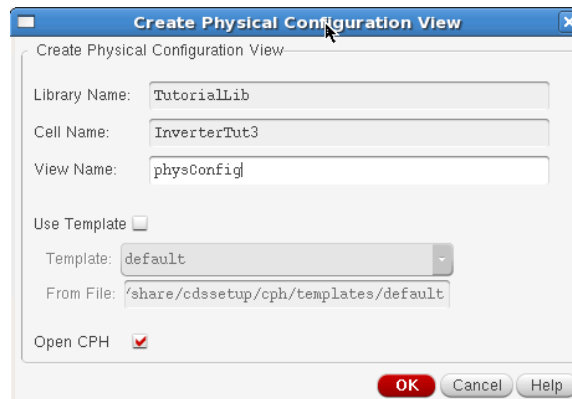 Create Physical Configuration View
Create Physical Configuration View
Library Name: TutorialLib
Cell Name: InverterTut3
View Name: physConfig
Use Template
Template: default
From File: /share/cdssetup/cph/templates/default
Open CPH
OK Cancel Help